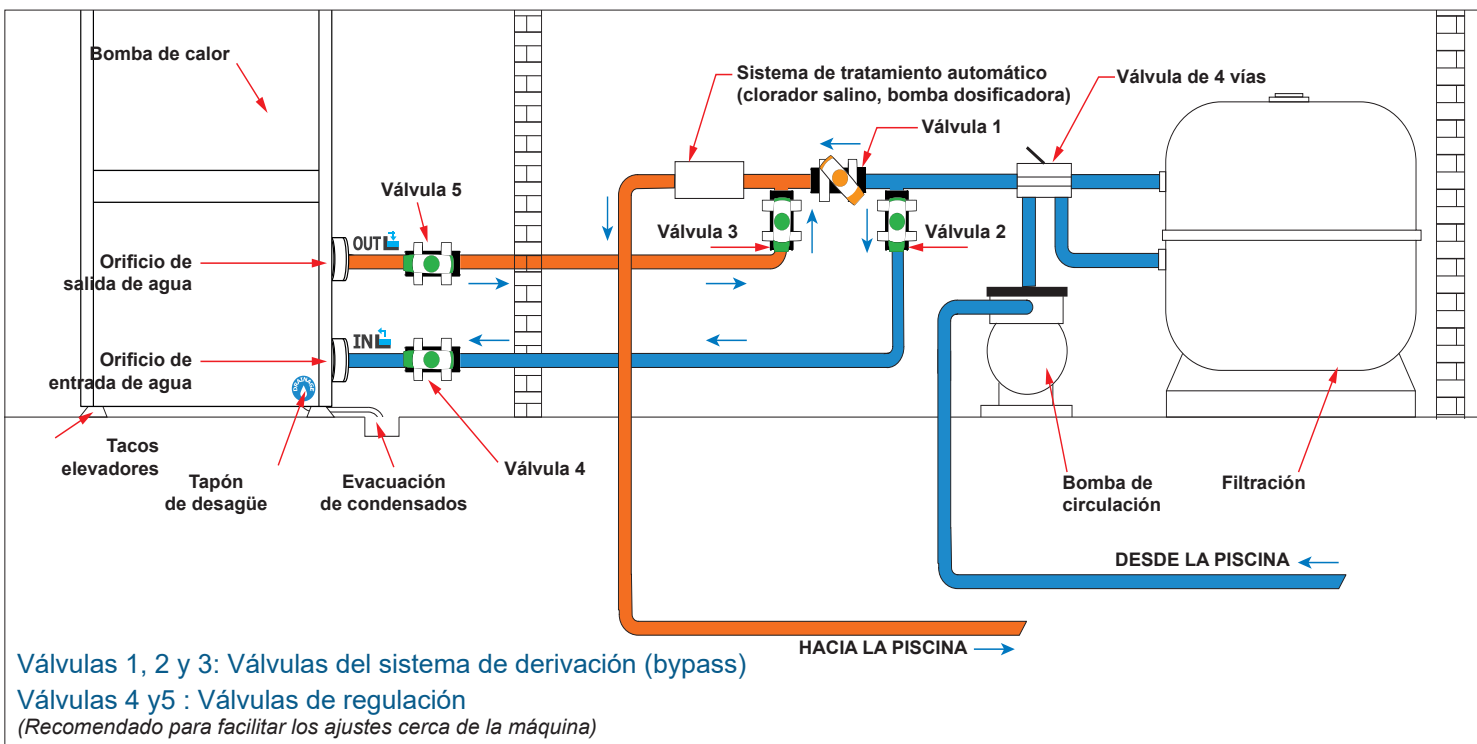 Bomba de calor
Sistema de tratamiento automático
(clorador salino, bomba dosificadora)
Válvula de 4 vías
Válvula 1
Válvula 5
Válvula 3
Válvula 2
OUT
Orificio de
salida de agua
IN
Orificio de
entrada de agua
DRAINAGE
Tacos
elevadores
Tapón
de desagüe
Evacuación
de condensados
Válvula 4
Bomba de
circulación
Filtración
DESDE LA PISCINA
HACIA LA PISCINA
Válvulas 1, 2 y 3: Válvulas del sistema de derivación (bypass)
Válvulas 4 y5 : Válvulas de regulación
(Recomendado para facilitar los ajustes cerca de la máquina)